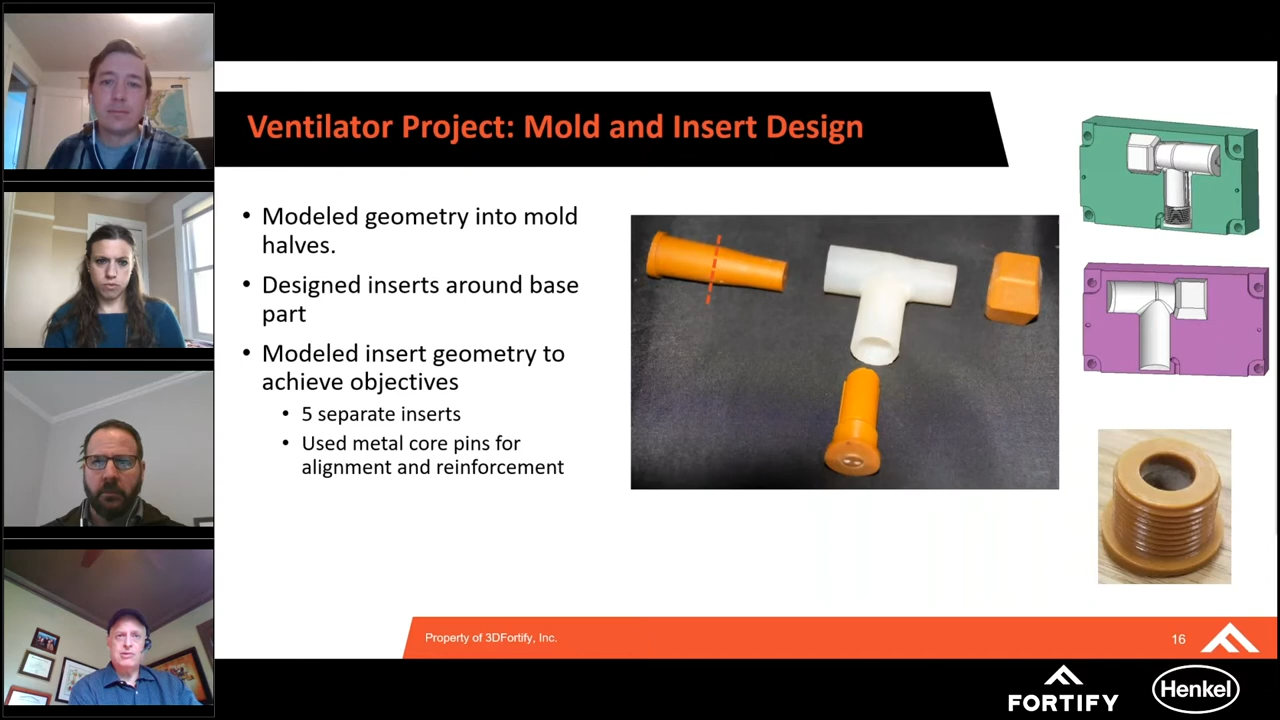 Ventilator Project: Mold and Insert Design
• Modeled geometry into mold
halves.
• Designed inserts around base
part
• Modeled insert geometry to
achieve objectives
• 5 separate inserts
• Used metal core pins for
alignment and reinforcement
Property of 3DFortify, Inc.
16
FORTIFY
Henkel